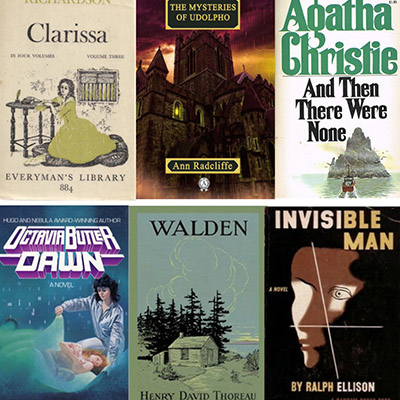 RICHARDSON
Clarissa
IN FOUR VOLUMES VOLUME THREE
EVERYMAN'S LIBRARY
884
THE MYSTERIES
OF UDOLPHO
Ann Radcliffe
Agatha
Christie
And Then
There Were
None
HUGO AND NEBULA AWARD-WINNING AUTHOR
OCTAVIA BUTLER
DAWN
A NOVEL
WALDEN
HENRY DAVID THOREAU
INVISIBLE
MAN
A NOVEL
BY RALPH ELLISON